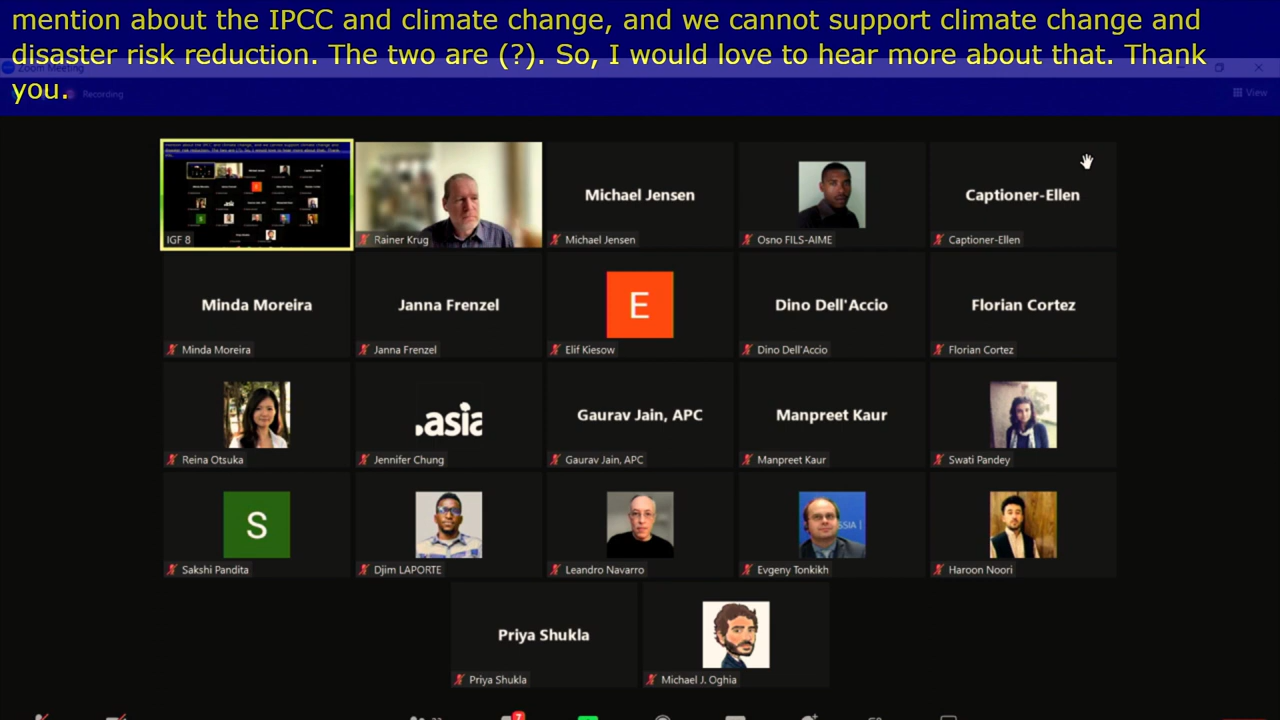 mention about the IPCC and climate change, and we cannot support climate change and
disaster risk reduction. The two are (?). So, I would love to hear more about that. Thank
you.
Zoom Meeting
Recording
View
IGF 8
Rainer Krug
Michael Jensen
Michael Jensen
Osno FILS-AIME
Captioner-Ellen
Captioner-Ellen
Minda Moreira
Minda Moreira
Janna Frenzel
Janna Frenzel
E
Elif Kiesow
Dino Dell'Accio
Dino Dell'Accio
Florian Cortez
Florian Cortez
Reina Otsuka
.asia
Jennifer Chung
Gaurav Jain, APC
Gaurav Jain, APC
Manpreet Kaur
Manpreet Kaur
Swati Pandey
S
Sakshi Pandita
Djim LAPORTE
Leandro Navarro
Evgeny Tonkikh
Haroon Noori
Priya Shukla
Priya Shukla
Michael J. Oghia
7